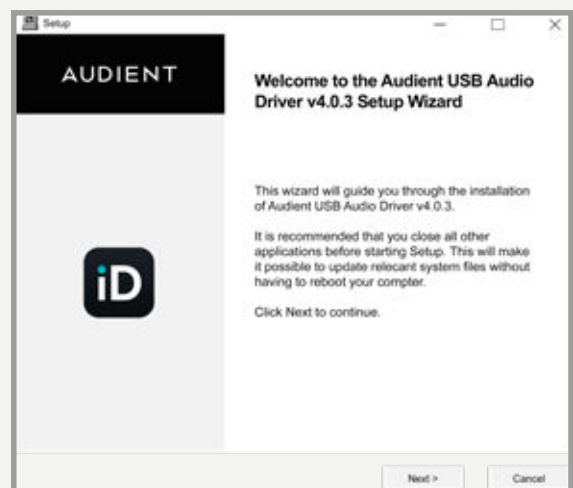 Setup
AUDIENT
Welcome to the Audient USB Audio
Driver v4.0.3 Setup Wizard
This wizard will guide you through the installation
of Audient USB Audio Driver v4.0.3.
It is recommended that you close all other
applications before starting Setup. This will make
it possible to update relecant system files without
having to reboot your compter.
Click Next to continue.
iD
Next >
Cancel